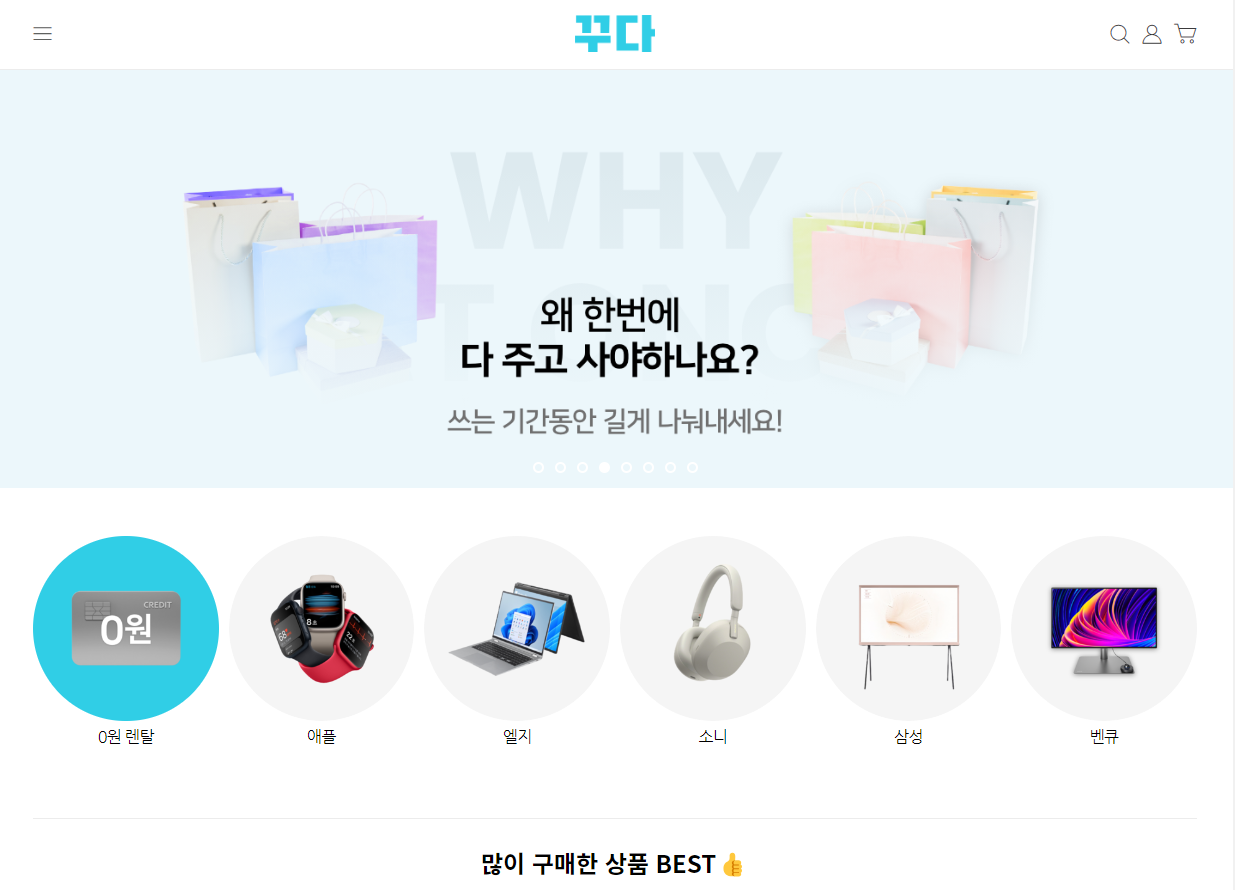 꾸다
WHY
왜 한번에
다 주고 사야하나요?
쓰는 기간동안 길게 나눠내세요!
CREDIT
0원
0원 렌탈
애플
엘지
소니
삼성
벤큐
많이 구매한 상품 BEST 👍